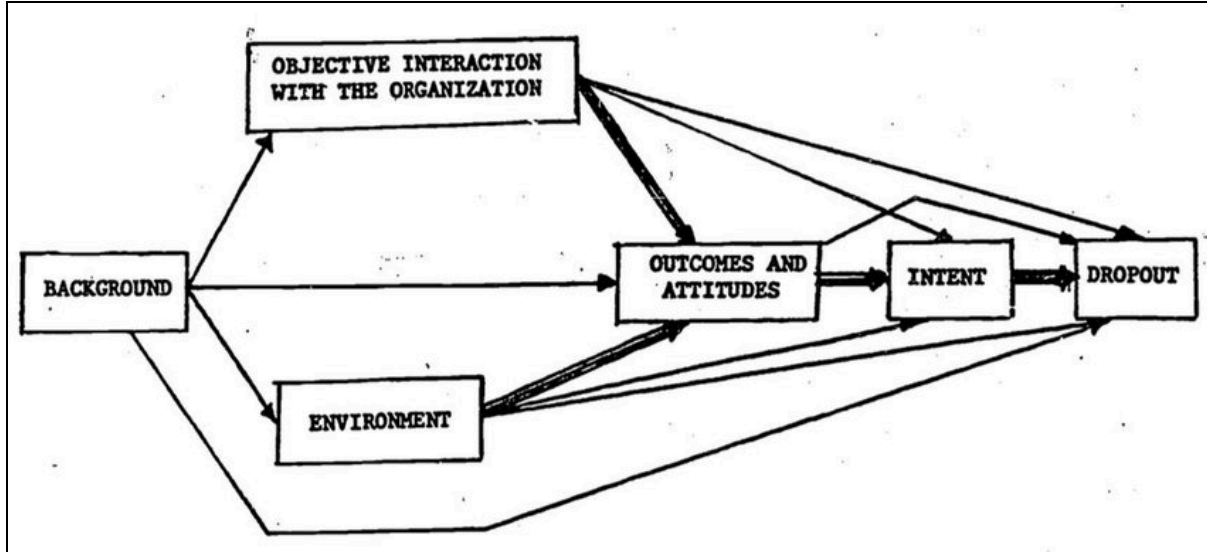 OBJECTIVE INTERACTION
WITH THE ORGANIZATION
BACKGROUND
OUTCOMES AND
ATTITUDES
INTENT
DROPOUT
ENVIRONMENT